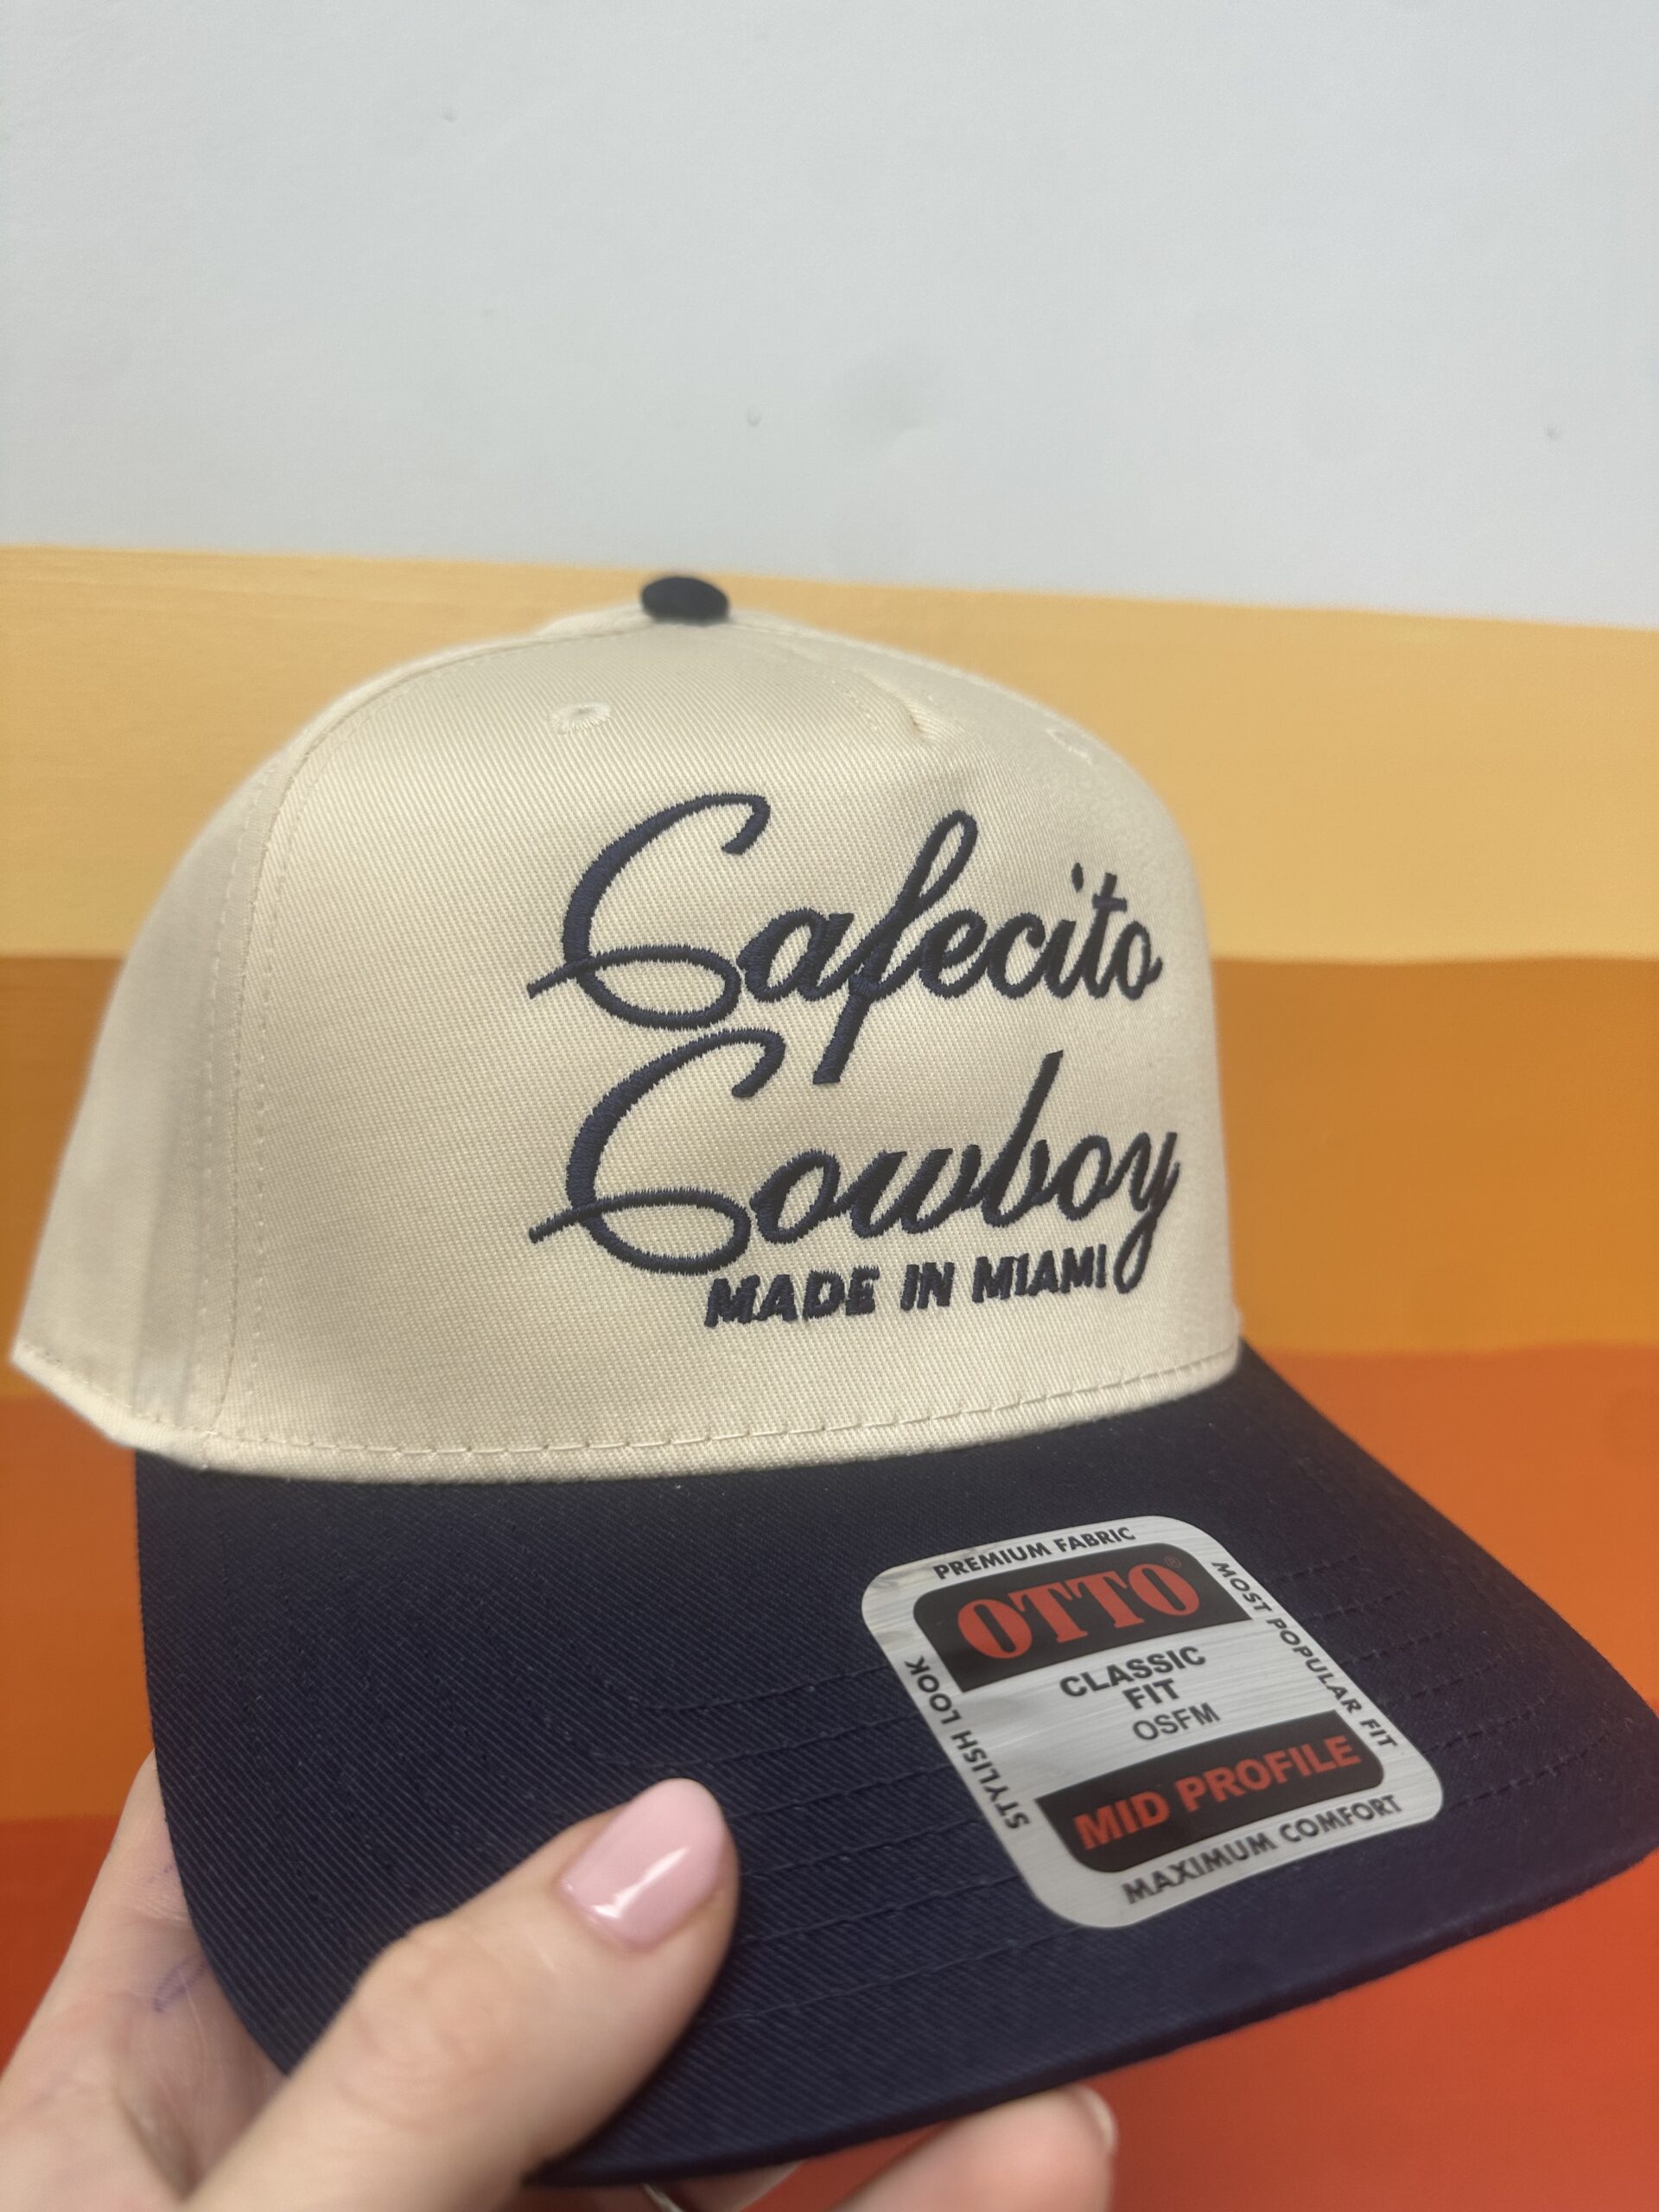 Cafecito
Cowboy
MADE IN MIAMI
PREMIUM FABRIC
OTTO®
CLASSIC
FIT
OSFM
MID PROFILE
MAXIMUM COMFORT
STYLISH LOOK
MOST POPULAR FIT